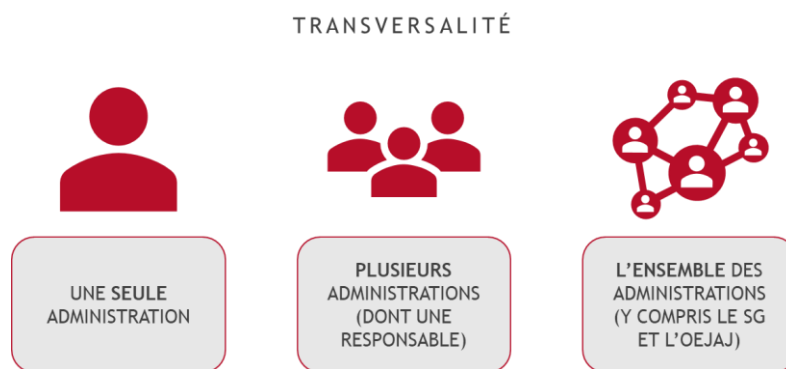 TRANSVERSALITÉ
UNE SEULE
ADMINISTRATION
PLUSIEURS
ADMINISTRATIONS
(DONT UNE
RESPONSABLE)
L'ENSEMBLE DES
ADMINISTRATIONS
(Y COMPRIS LE SG
ET L'OEJAJ)